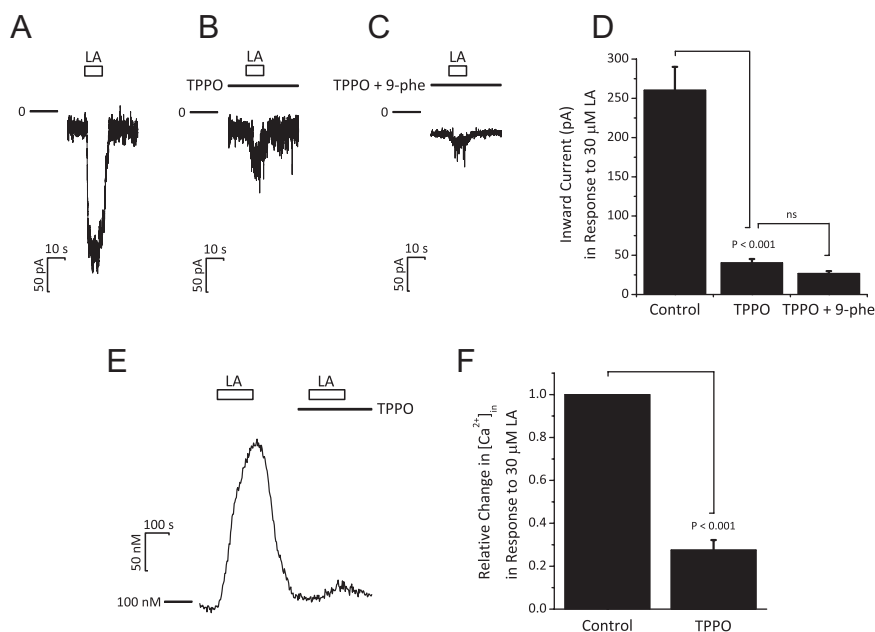 A
B
C
D
LA
LA
LA
TPPO
TPPO + 9-phe
0
0
0
10 s
50 pA
10 s
50 pA
10 s
50 pA
Inward Current (pA)
in Response to 30 μM LA
300
250
200
150
100
50
0
ns
P < 0.001
Control
TPPO
TPPO + 9-phe
E
F
LA
LA
TPPO
100 s
50 nM
100 nM
Relative Change in [Ca²⁺]in
in Response to 30 μM LA
1.0
0.8
0.6
0.4
0.2
0.0
P < 0.001
Control
TPPO